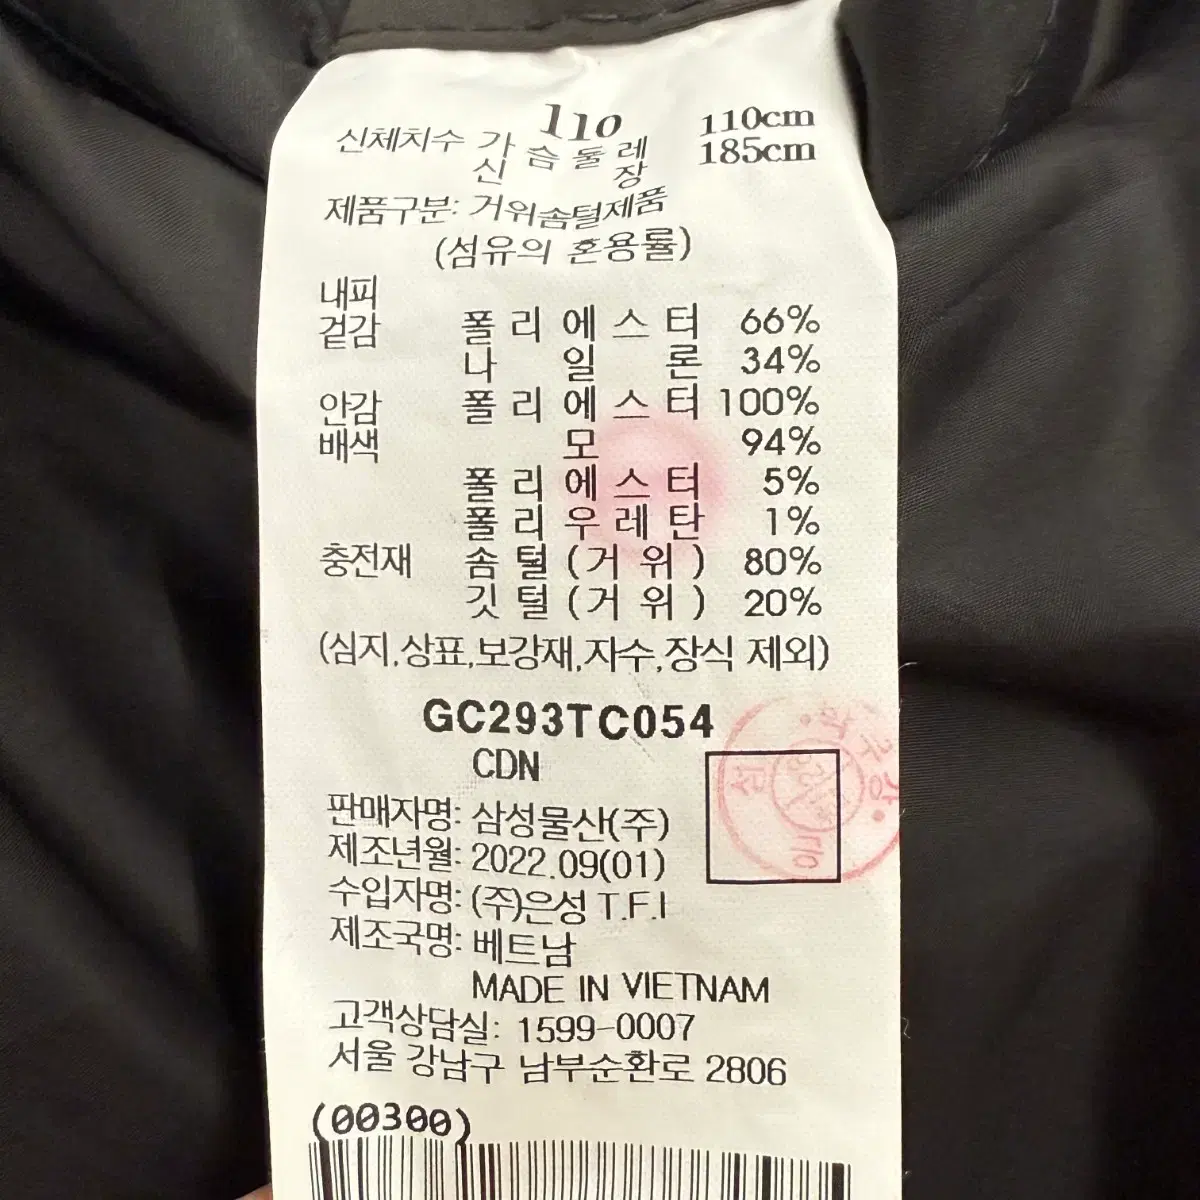 110
신체치수 가 슴 둘 레 110cm
신 장 185cm
제품구분: 거위솜털제품
(섬유의 혼용률)
내피
겉감 폴 리 에 스 터 66%
나 일 론 34%
안감 폴 리 에 스 터 100%
배색 모 94%
폴 리 에 스 터 5%
폴 리 우 레 탄 1%
충전재 솜 털 (거 위) 80%
깃 털 (거 위) 20%
(심지,상표,보강재,자수,장식 제외)
GC293TC054
CDN
판매자명: 삼성물산(주)
제조년월: 2022.09(01)
수입자명: (주)은성 T.F.I
제조국명: 베트남
MADE IN VIETNAM
고객상담실: 1599-0007
서울 강남구 남부순환로 2806
(00300)